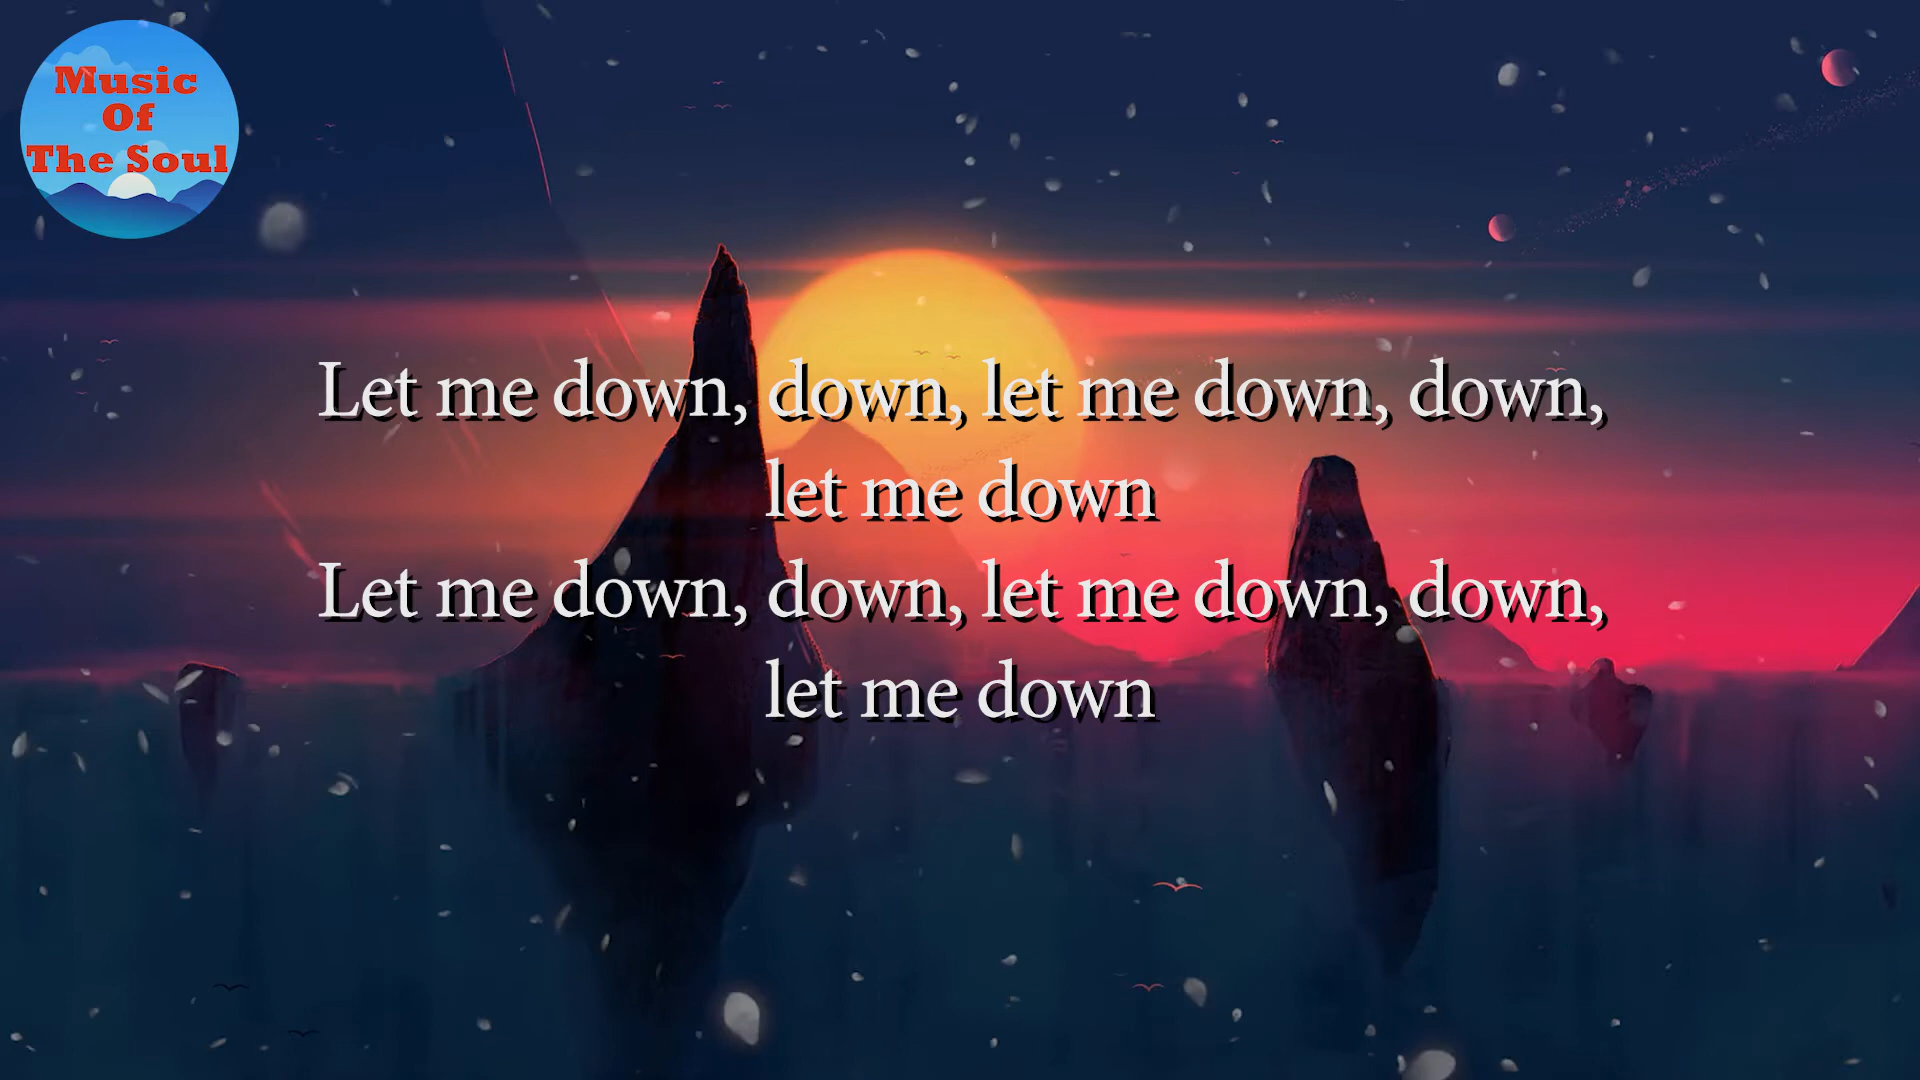 Music
Of
The Soul
Let me down, down, let me down, down,
let me down
Let me down, down, let me down, down,
let me down